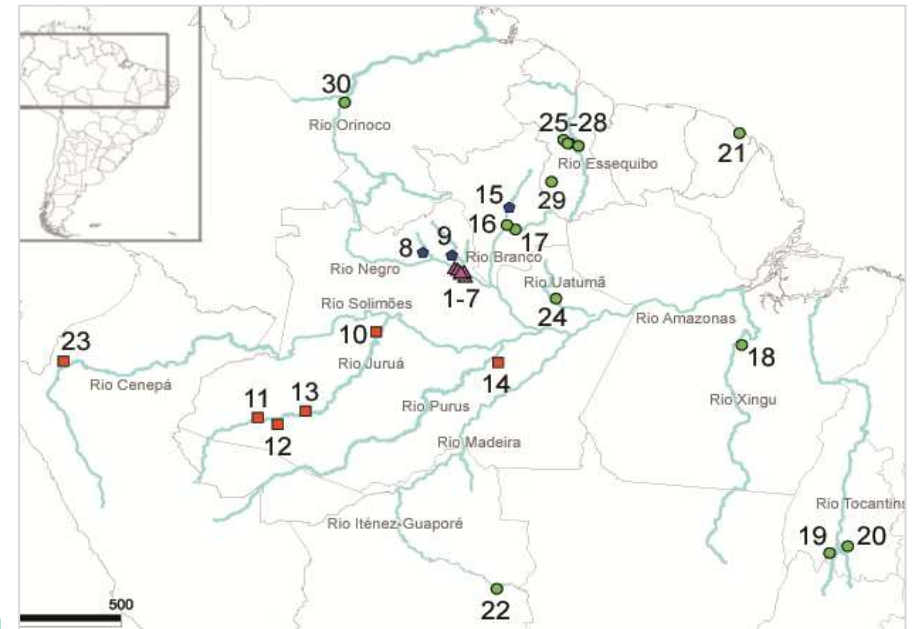 30
Rio Orinoco
25-28
Rio Essequibo
21
29
15
16
17
8
9
Rio Branco
Rio Negro
1-7
Rio Uatumã
24
Rio Solimões
10
Rio Amazonas
23
Rio Cenepá
Rio Juruá
14
18
11
13
12
Rio Purus
Rio Xingu
Rio Madeira
Rio Iténez-Guaporé
Rio Tocantins
19
20
22
500